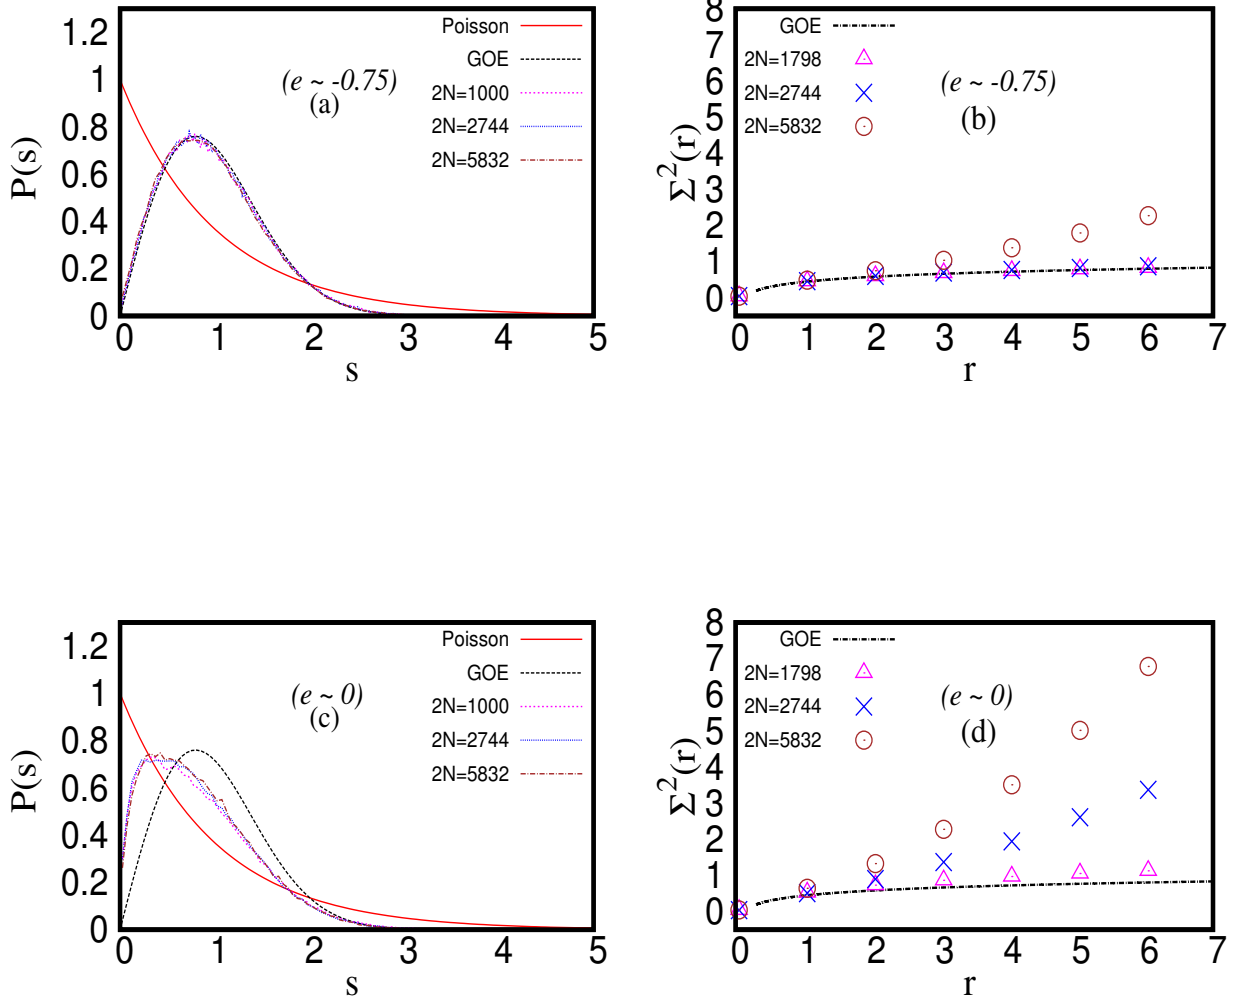 1.2
1
0.8
0.6
0.4
0.2
0
P(s)
Poisson
GOE
2N=1000
2N=2744
2N=5832
(e ~ -0.75)
(a)
0 1 2 3 4 5
s
8
7
6
5
4
3
2
1
0
Σ²(r)
GOE
2N=1798
2N=2744
2N=5832
(e ~ -0.75)
(b)
0 1 2 3 4 5 6 7
r
1.2
1
0.8
0.6
0.4
0.2
0
P(s)
Poisson
GOE
2N=1000
2N=2744
2N=5832
(e ~ 0)
(c)
0 1 2 3 4 5
s
8
7
6
5
4
3
2
1
0
Σ²(r)
GOE
2N=1798
2N=2744
2N=5832
(e ~ 0)
(d)
0 1 2 3 4 5 6 7
r